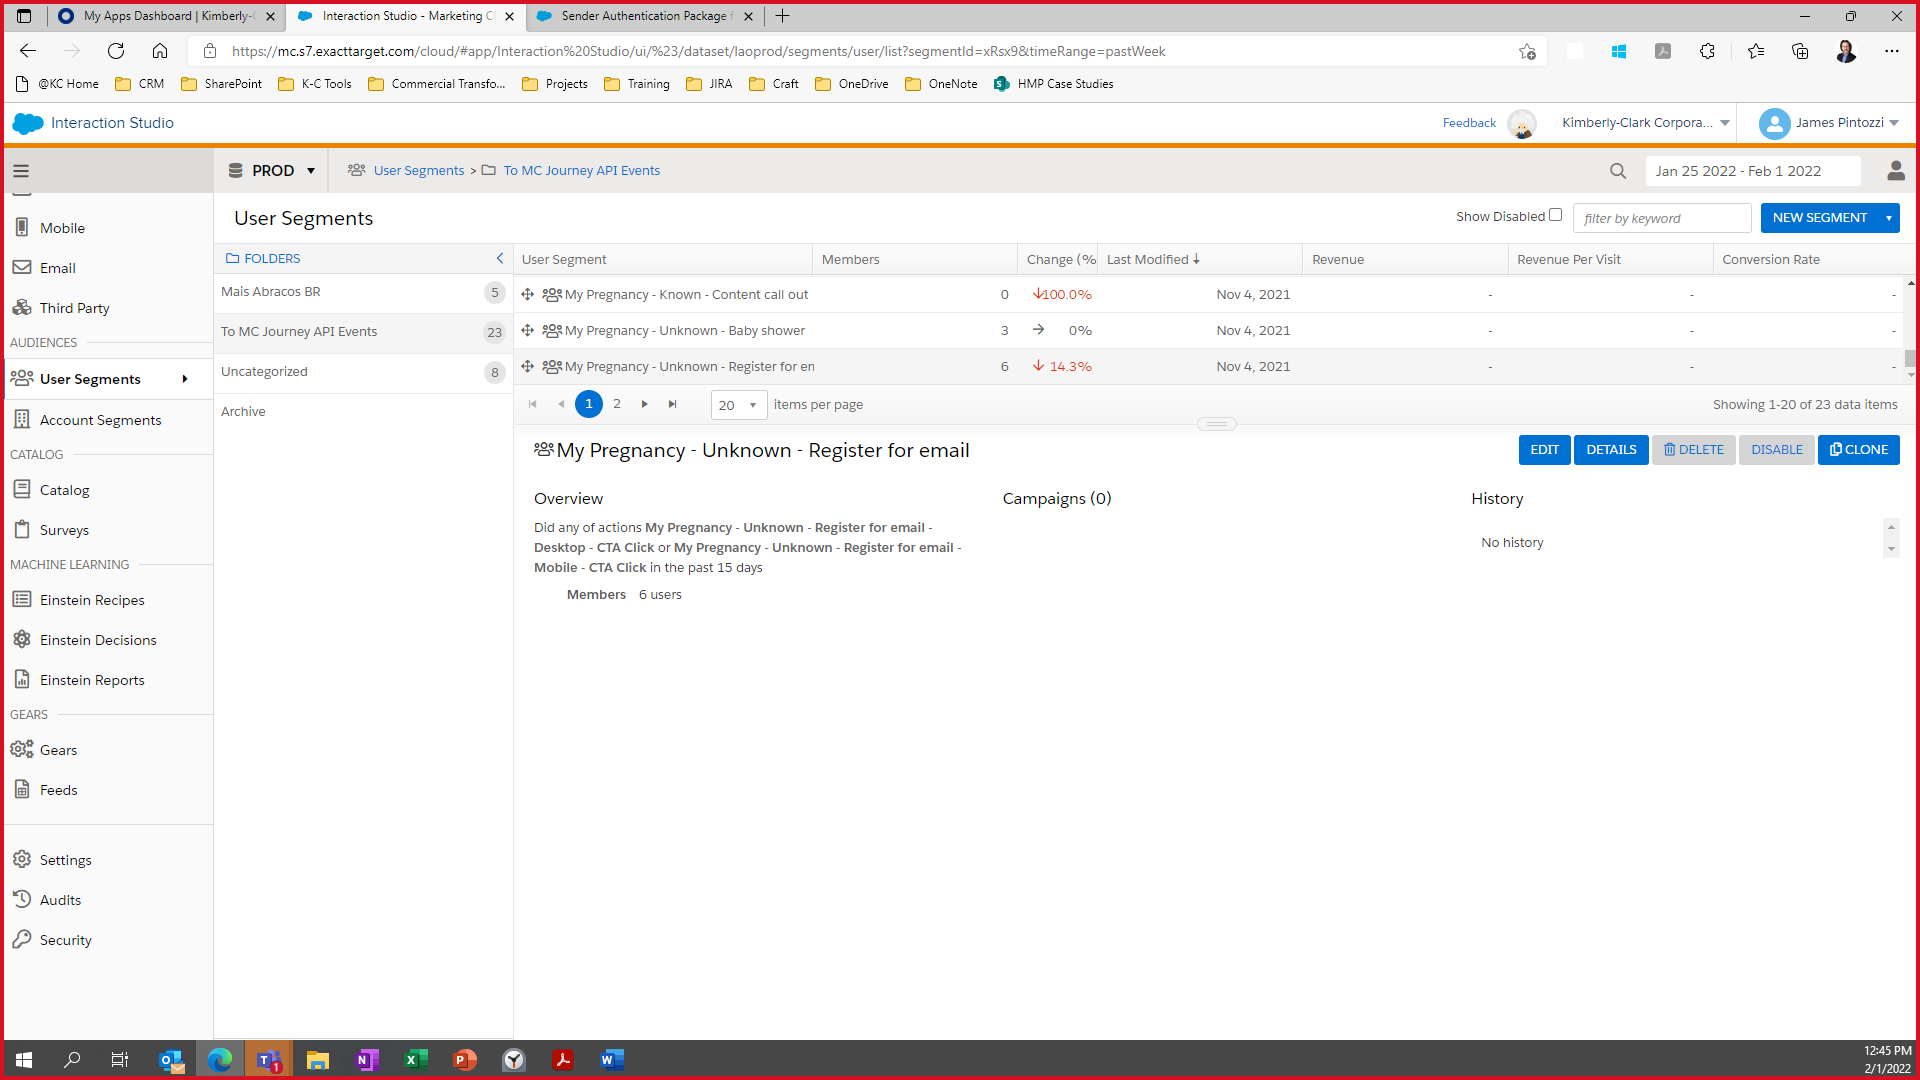 My Apps Dashboard | Kimberly-C
Interaction Studio - Marketing Cl
Sender Authentication Package f
https://mc.s7.exacttarget.com/cloud/#app/Interaction%20Studio/ui/%23/dataset/laoprod/segments/user/list?segmentId=xRsx9&timeRange=pastWeek
@KC Home
CRM
SharePoint
K-C Tools
Commercial Transfo...
Projects
Training
JIRA
Craft
OneDrive
OneNote
HMP Case Studies
Interaction Studio
Feedback
Kimberly-Clark Corpora...
James Pintozzi
PROD
User Segments > To MC Journey API Events
Jan 25 2022 - Feb 1 2022
Mobile
Email
Third Party
AUDIENCES
User Segments
Account Segments
CATALOG
Catalog
Surveys
MACHINE LEARNING
Einstein Recipes
Einstein Decisions
Einstein Reports
GEARS
Gears
Feeds
Settings
Audits
Security
User Segments
Show Disabled
filter by keyword
NEW SEGMENT
FOLDERS
Mais Abracos BR 5
To MC Journey API Events 23
Uncategorized 8
Archive
User Segment Members Change (% Last Modified Revenue Revenue Per Visit Conversion Rate
My Pregnancy - Known - Content call out 0 100.0% Nov 4, 2021 - - -
My Pregnancy - Unknown - Baby shower 3 0% Nov 4, 2021 - - -
My Pregnancy - Unknown - Register for en 6 14.3% Nov 4, 2021 - - -
1 2 20 items per page Showing 1-20 of 23 data items
My Pregnancy - Unknown - Register for email
EDIT DETAILS DELETE DISABLE CLONE
Overview
Did any of actions My Pregnancy - Unknown - Register for email -
Desktop - CTA Click or My Pregnancy - Unknown - Register for email -
Mobile - CTA Click in the past 15 days
Members 6 users
Campaigns (0)
History
No history
12:45 PM
2/1/2022